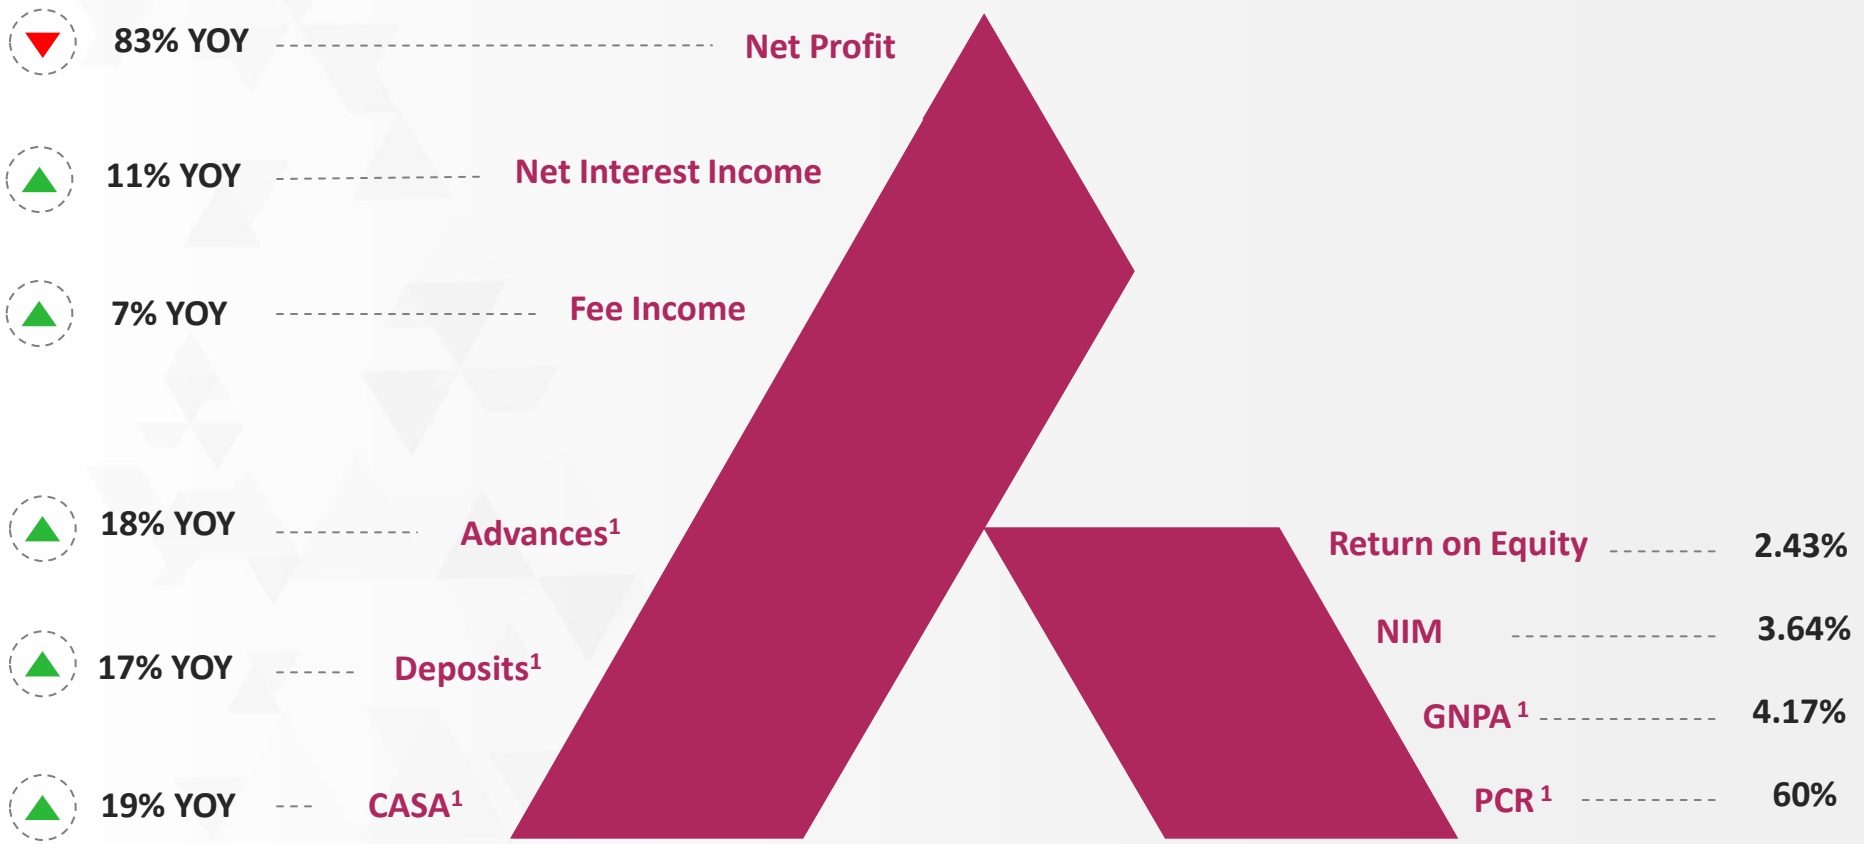 83% YOY Net Profit
11% YOY Net Interest Income
7% YOY Fee Income
18% YOY Advances¹
17% YOY Deposits¹
19% YOY CASA¹
Return on Equity 2.43%
NIM 3.64%
GNPA ¹ 4.17%
PCR ¹ 60%